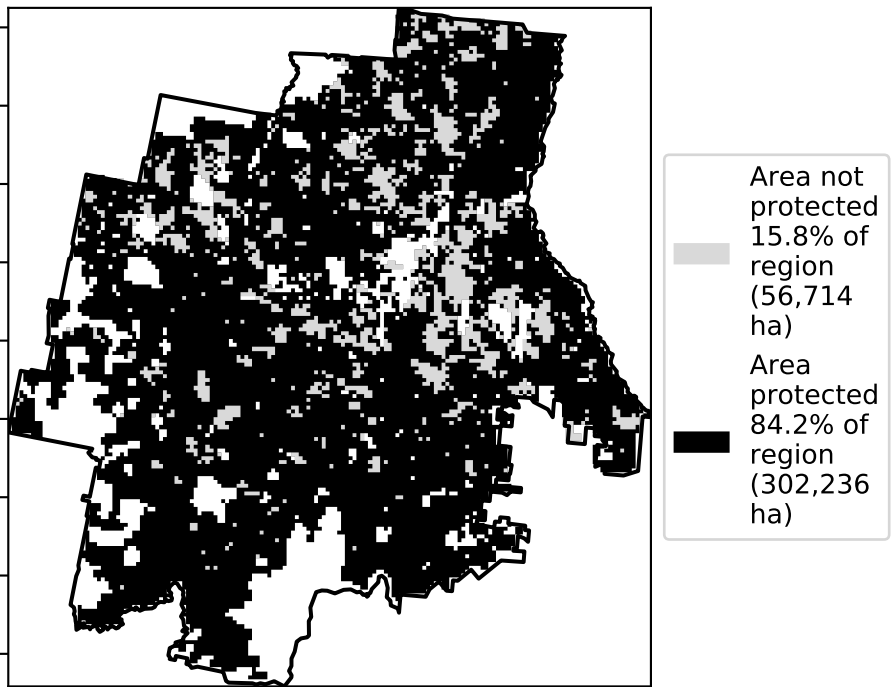 Area not
protected
15.8% of
region
(56,714
ha)
Area
protected
84.2% of
region
(302,236
ha)